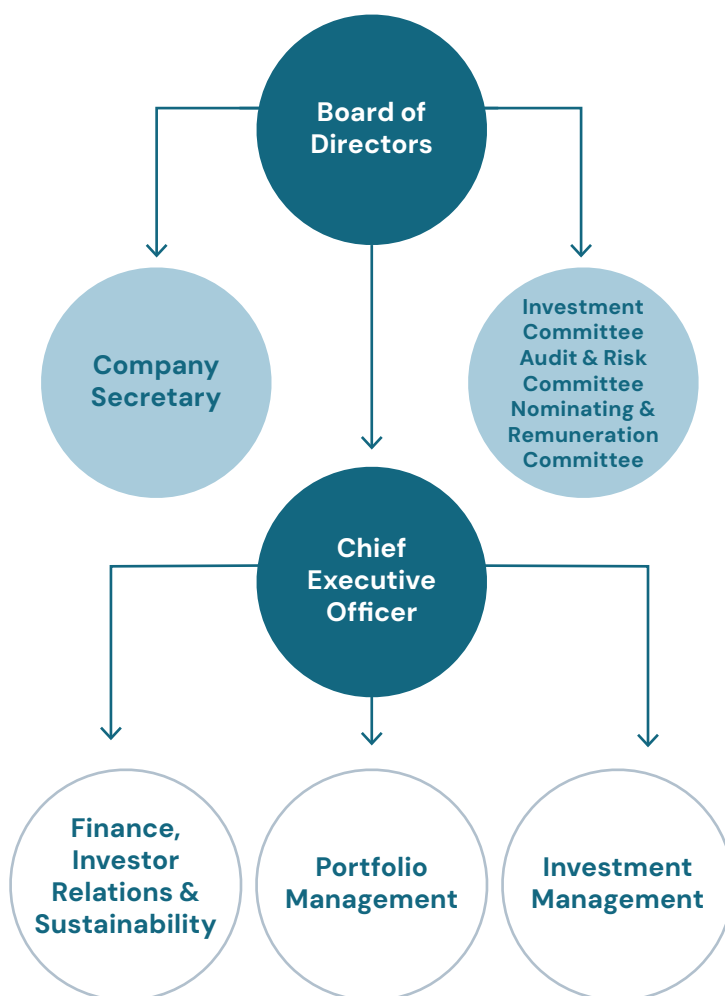 Board of
Directors
Company
Secretary
Investment
Committee
Audit & Risk
Committee
Nominating &
Remuneration
Committee
Chief
Executive
Officer
Finance,
Investor
Relations &
Sustainability
Portfolio
Management
Investment
Management